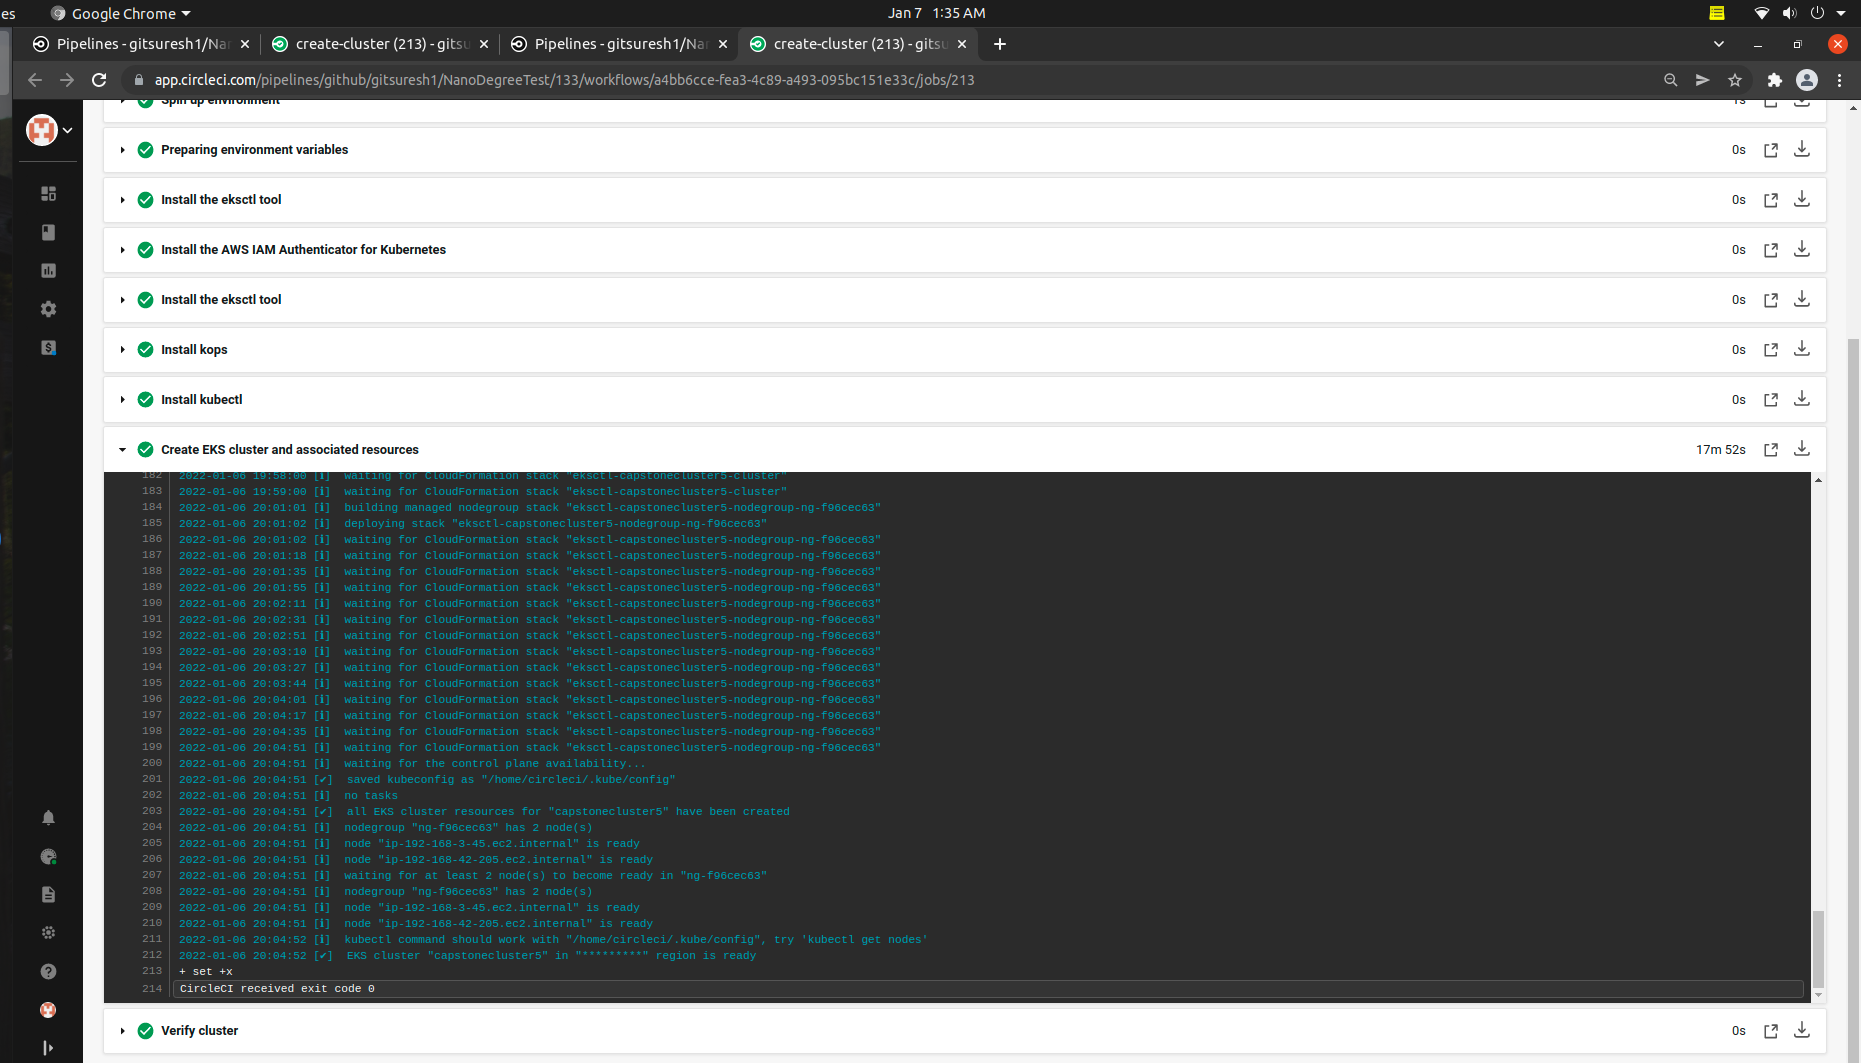 es
Google Chrome
Jan 7 1:35 AM
Pipelines - gitsuresh1/Nan
create-cluster (213) - gitsu
Pipelines - gitsuresh1/Nan
create-cluster (213) - gitsu
app.circleci.com/pipelines/github/gitsuresh1/NanoDegreeTest/133/workflows/a4bb6cce-fea3-4c89-a493-095bc151e33c/jobs/213
Spin up environment 1s
Preparing environment variables 0s
Install the eksctl tool 0s
Install the AWS IAM Authenticator for Kubernetes 0s
Install the eksctl tool 0s
Install kops 0s
Install kubectl 0s
Create EKS cluster and associated resources 17m 52s
182 2022-01-06 19:58:00 [ℹ] waiting for CloudFormation stack "eksctl-capstonecluster5-cluster"
183 2022-01-06 19:59:00 [ℹ] waiting for CloudFormation stack "eksctl-capstonecluster5-cluster"
184 2022-01-06 20:01:01 [ℹ] building managed nodegroup stack "eksctl-capstonecluster5-nodegroup-ng-f96cec63"
185 2022-01-06 20:01:02 [ℹ] deploying stack "eksctl-capstonecluster5-nodegroup-ng-f96cec63"
186 2022-01-06 20:01:02 [ℹ] waiting for CloudFormation stack "eksctl-capstonecluster5-nodegroup-ng-f96cec63"
187 2022-01-06 20:01:18 [ℹ] waiting for CloudFormation stack "eksctl-capstonecluster5-nodegroup-ng-f96cec63"
188 2022-01-06 20:01:35 [ℹ] waiting for CloudFormation stack "eksctl-capstonecluster5-nodegroup-ng-f96cec63"
189 2022-01-06 20:01:55 [ℹ] waiting for CloudFormation stack "eksctl-capstonecluster5-nodegroup-ng-f96cec63"
190 2022-01-06 20:02:11 [ℹ] waiting for CloudFormation stack "eksctl-capstonecluster5-nodegroup-ng-f96cec63"
191 2022-01-06 20:02:31 [ℹ] waiting for CloudFormation stack "eksctl-capstonecluster5-nodegroup-ng-f96cec63"
192 2022-01-06 20:02:51 [ℹ] waiting for CloudFormation stack "eksctl-capstonecluster5-nodegroup-ng-f96cec63"
193 2022-01-06 20:03:10 [ℹ] waiting for CloudFormation stack "eksctl-capstonecluster5-nodegroup-ng-f96cec63"
194 2022-01-06 20:03:27 [ℹ] waiting for CloudFormation stack "eksctl-capstonecluster5-nodegroup-ng-f96cec63"
195 2022-01-06 20:03:44 [ℹ] waiting for CloudFormation stack "eksctl-capstonecluster5-nodegroup-ng-f96cec63"
196 2022-01-06 20:04:01 [ℹ] waiting for CloudFormation stack "eksctl-capstonecluster5-nodegroup-ng-f96cec63"
197 2022-01-06 20:04:17 [ℹ] waiting for CloudFormation stack "eksctl-capstonecluster5-nodegroup-ng-f96cec63"
198 2022-01-06 20:04:35 [ℹ] waiting for CloudFormation stack "eksctl-capstonecluster5-nodegroup-ng-f96cec63"
199 2022-01-06 20:04:51 [ℹ] waiting for CloudFormation stack "eksctl-capstonecluster5-nodegroup-ng-f96cec63"
200 2022-01-06 20:04:51 [ℹ] waiting for the control plane availability...
201 2022-01-06 20:04:51 [✔] saved kubeconfig as "/home/circleci/.kube/config"
202 2022-01-06 20:04:51 [ℹ] no tasks
203 2022-01-06 20:04:51 [✔] all EKS cluster resources for "capstonecluster5" have been created
204 2022-01-06 20:04:51 [ℹ] nodegroup "ng-f96cec63" has 2 node(s)
205 2022-01-06 20:04:51 [ℹ] node "ip-192-168-3-45.ec2.internal" is ready
206 2022-01-06 20:04:51 [ℹ] node "ip-192-168-42-205.ec2.internal" is ready
207 2022-01-06 20:04:51 [ℹ] waiting for at least 2 node(s) to become ready in "ng-f96cec63"
208 2022-01-06 20:04:51 [ℹ] nodegroup "ng-f96cec63" has 2 node(s)
209 2022-01-06 20:04:51 [ℹ] node "ip-192-168-3-45.ec2.internal" is ready
210 2022-01-06 20:04:51 [ℹ] node "ip-192-168-42-205.ec2.internal" is ready
211 2022-01-06 20:04:52 [ℹ] kubectl command should work with "/home/circleci/.kube/config", try 'kubectl get nodes'
212 2022-01-06 20:04:52 [✔] EKS cluster "capstonecluster5" in "*********" region is ready
213 + set +x
214 CircleCI received exit code 0
Verify cluster 0s